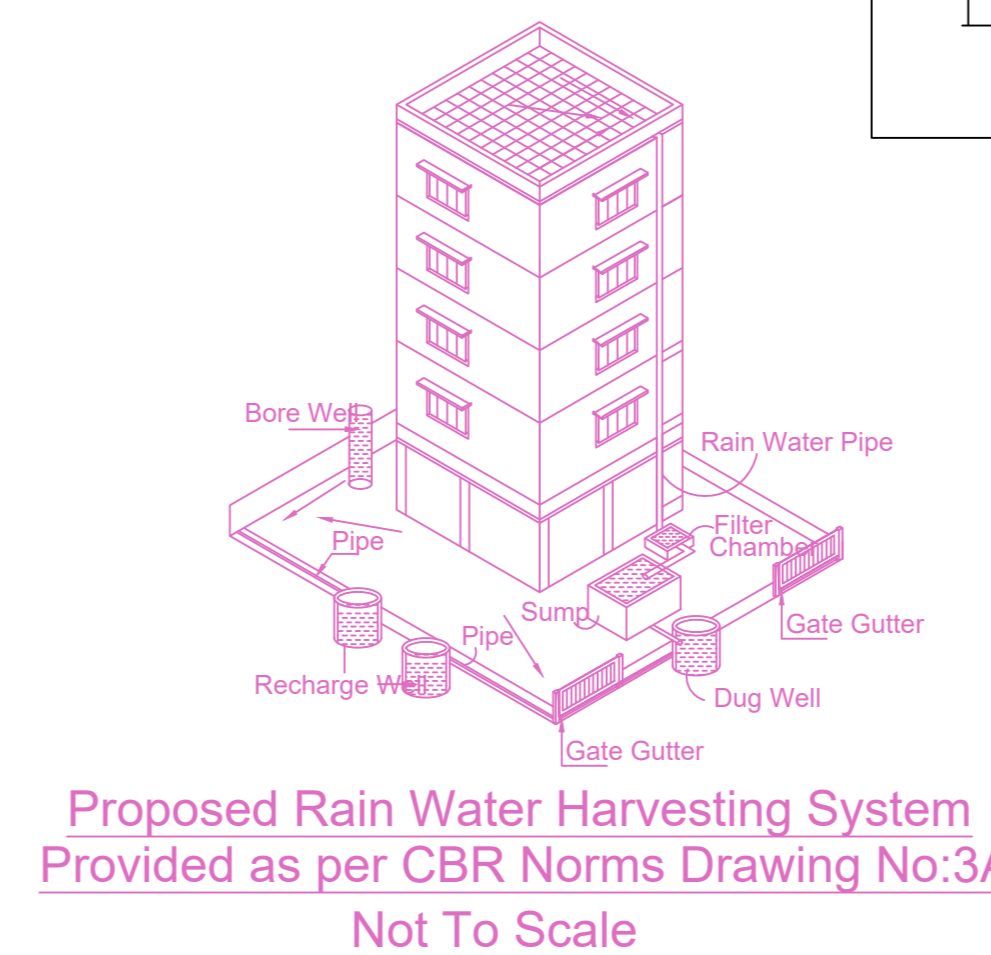 Bore Well
Rain Water Pipe
Filter
Chamber
Pipe
Sump
Gate Gutter
Pipe
Recharge Well
Dug Well
Gate Gutter
Proposed Rain Water Harvesting System
Provided as per CBR Norms Drawing No:3A
Not To Scale